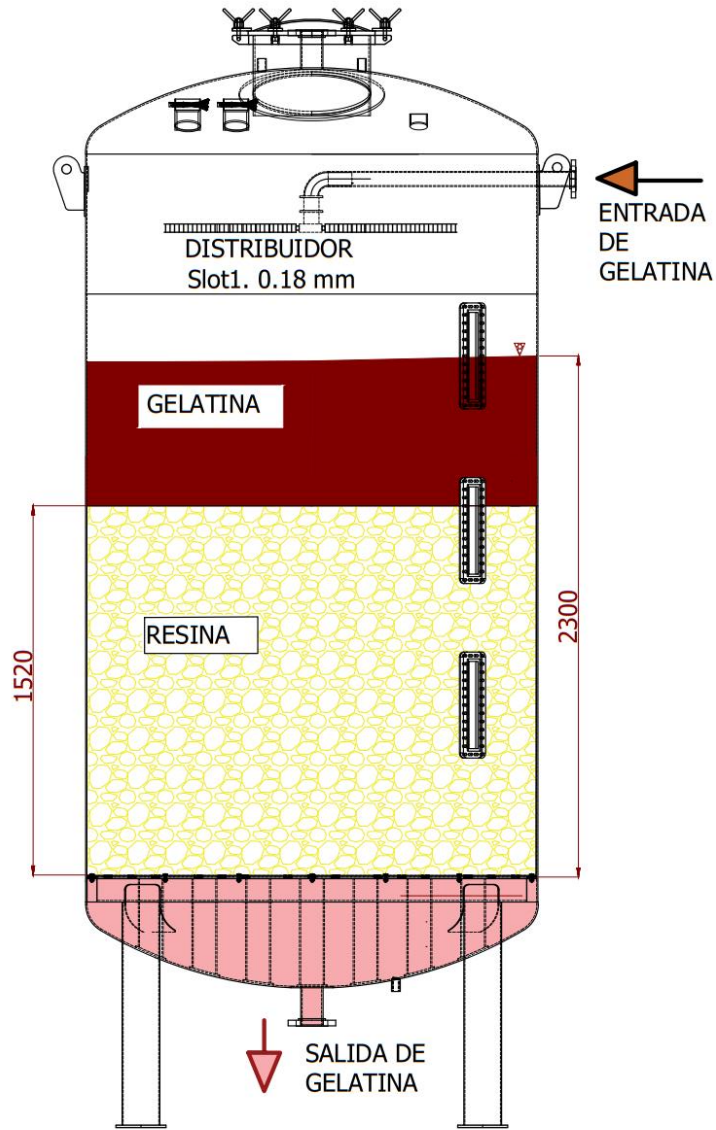 ENTRADA
DE
GELATINA
DISTRIBUIDOR
Slot1. 0.18 mm
GELATINA
RESINA
1520
2300
SALIDA DE
GELATINA